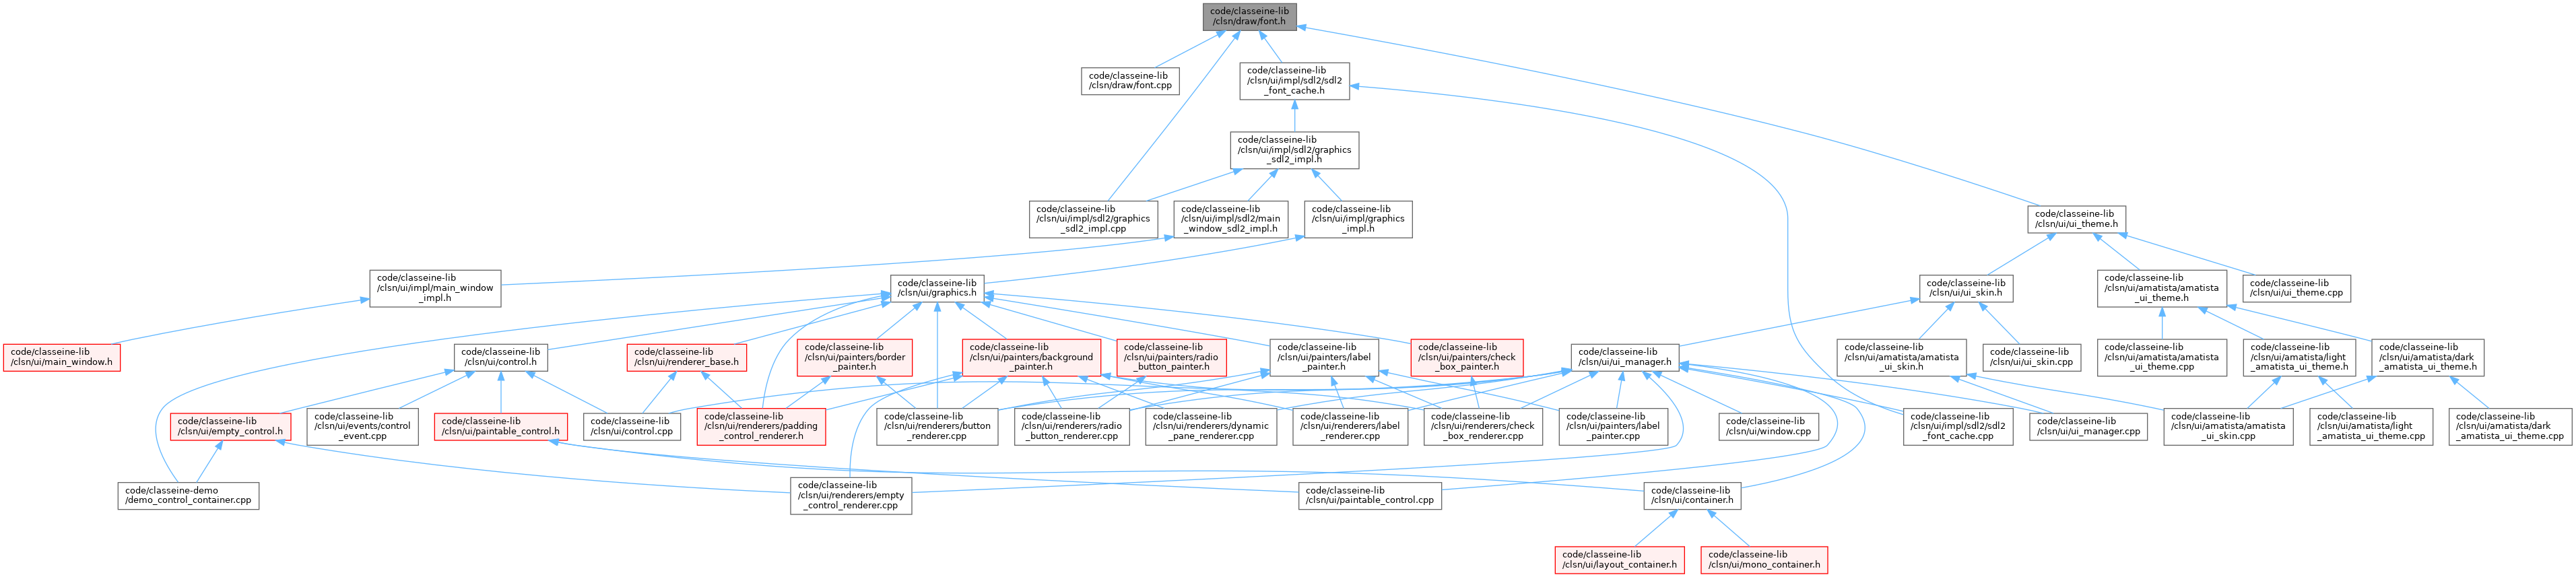 code/classeine-lib
/clsn/draw/font.h
code/classeine-lib
/clsn/draw/font.cpp
code/classeine-lib
/clsn/ui/impl/sdl2/sdl2
_font_cache.h
code/classeine-lib
/clsn/ui/impl/sdl2/graphics
_sdl2_impl.h
code/classeine-lib
/clsn/ui/impl/sdl2/graphics
_sdl2_impl.cpp
code/classeine-lib
/clsn/ui/impl/sdl2/main
_window_sdl2_impl.h
code/classeine-lib
/clsn/ui/impl/graphics
_impl.h
code/classeine-lib
/clsn/ui/ui_theme.h
code/classeine-lib
/clsn/ui/impl/main_window
_impl.h
code/classeine-lib
/clsn/ui/graphics.h
code/classeine-lib
/clsn/ui/ui_skin.h
code/classeine-lib
/clsn/ui/amatista/amatista
_ui_theme.h
code/classeine-lib
/clsn/ui/ui_theme.cpp
code/classeine-lib
/clsn/ui/main_window.h
code/classeine-lib
/clsn/ui/control.h
code/classeine-lib
/clsn/ui/renderer_base.h
code/classeine-lib
/clsn/ui/painters/border
_painter.h
code/classeine-lib
/clsn/ui/painters/background
_painter.h
code/classeine-lib
/clsn/ui/painters/radio
_button_painter.h
code/classeine-lib
/clsn/ui/painters/label
_painter.h
code/classeine-lib
/clsn/ui/painters/check
_box_painter.h
code/classeine-lib
/clsn/ui/ui_manager.h
code/classeine-lib
/clsn/ui/amatista/amatista
_ui_skin.h
code/classeine-lib
/clsn/ui/ui_skin.cpp
code/classeine-lib
/clsn/ui/amatista/amatista
_ui_theme.cpp
code/classeine-lib
/clsn/ui/amatista/light
_amatista_ui_theme.h
code/classeine-lib
/clsn/ui/amatista/dark
_amatista_ui_theme.h
code/classeine-lib
/clsn/ui/empty_control.h
code/classeine-lib
/clsn/ui/events/control
_event.cpp
code/classeine-lib
/clsn/ui/paintable_control.h
code/classeine-lib
/clsn/ui/control.cpp
code/classeine-lib
/clsn/ui/renderers/padding
_control_renderer.h
code/classeine-lib
/clsn/ui/renderers/button
_renderer.cpp
code/classeine-lib
/clsn/ui/renderers/radio
_button_renderer.cpp
code/classeine-lib
/clsn/ui/renderers/dynamic
_pane_renderer.cpp
code/classeine-lib
/clsn/ui/renderers/label
_renderer.cpp
code/classeine-lib
/clsn/ui/renderers/check
_box_renderer.cpp
code/classeine-lib
/clsn/ui/painters/label
_painter.cpp
code/classeine-lib
/clsn/ui/window.cpp
code/classeine-lib
/clsn/ui/impl/sdl2/sdl2
_font_cache.cpp
code/classeine-lib
/clsn/ui/ui_manager.cpp
code/classeine-lib
/clsn/ui/amatista/amatista
_ui_skin.cpp
code/classeine-lib
/clsn/ui/amatista/light
_amatista_ui_theme.cpp
code/classeine-lib
/clsn/ui/amatista/dark
_amatista_ui_theme.cpp
code/classeine-demo
/demo_control_container.cpp
code/classeine-lib
/clsn/ui/renderers/empty
_control_renderer.cpp
code/classeine-lib
/clsn/ui/paintable_control.cpp
code/classeine-lib
/clsn/ui/container.h
code/classeine-lib
/clsn/ui/layout_container.h
code/classeine-lib
/clsn/ui/mono_container.h